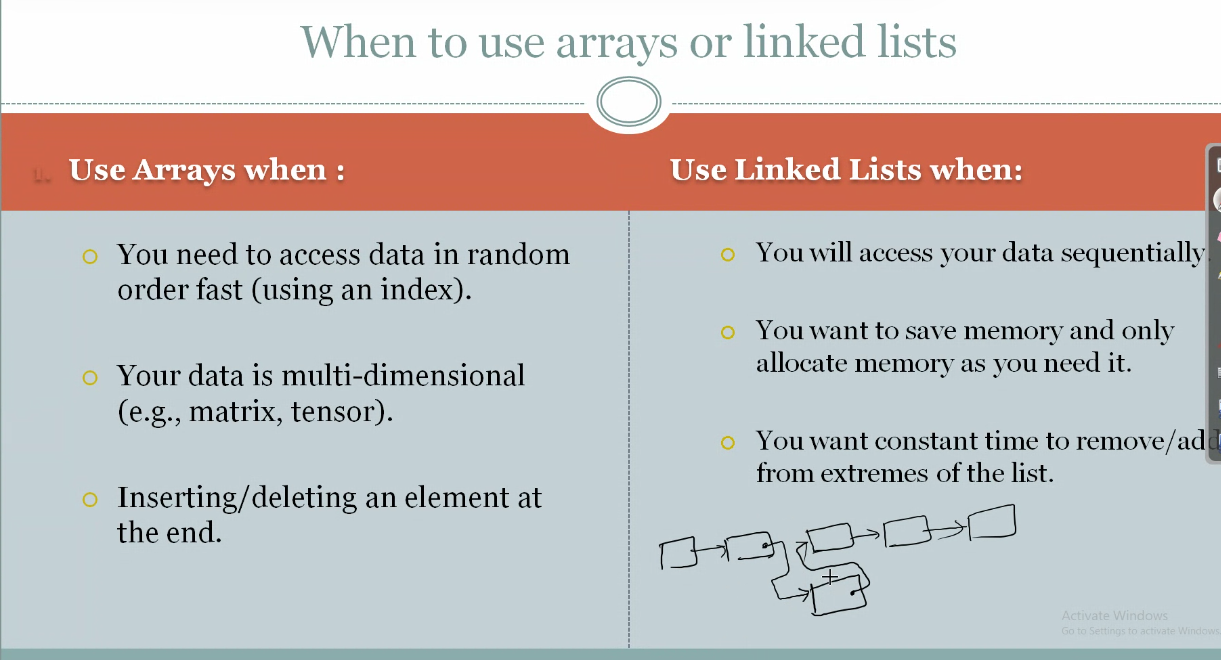 When to use arrays or linked lists
1. Use Arrays when :
You need to access data in random
order fast (using an index).
Your data is multi-dimensional
(e.g., matrix, tensor).
Inserting/deleting an element at
the end.
Use Linked Lists when:
You will access your data sequentially.
You want to save memory and only
allocate memory as you need it.
You want constant time to remove/add
from extremes of the list.
Activate Windows
Go to Settings to activate Windows.